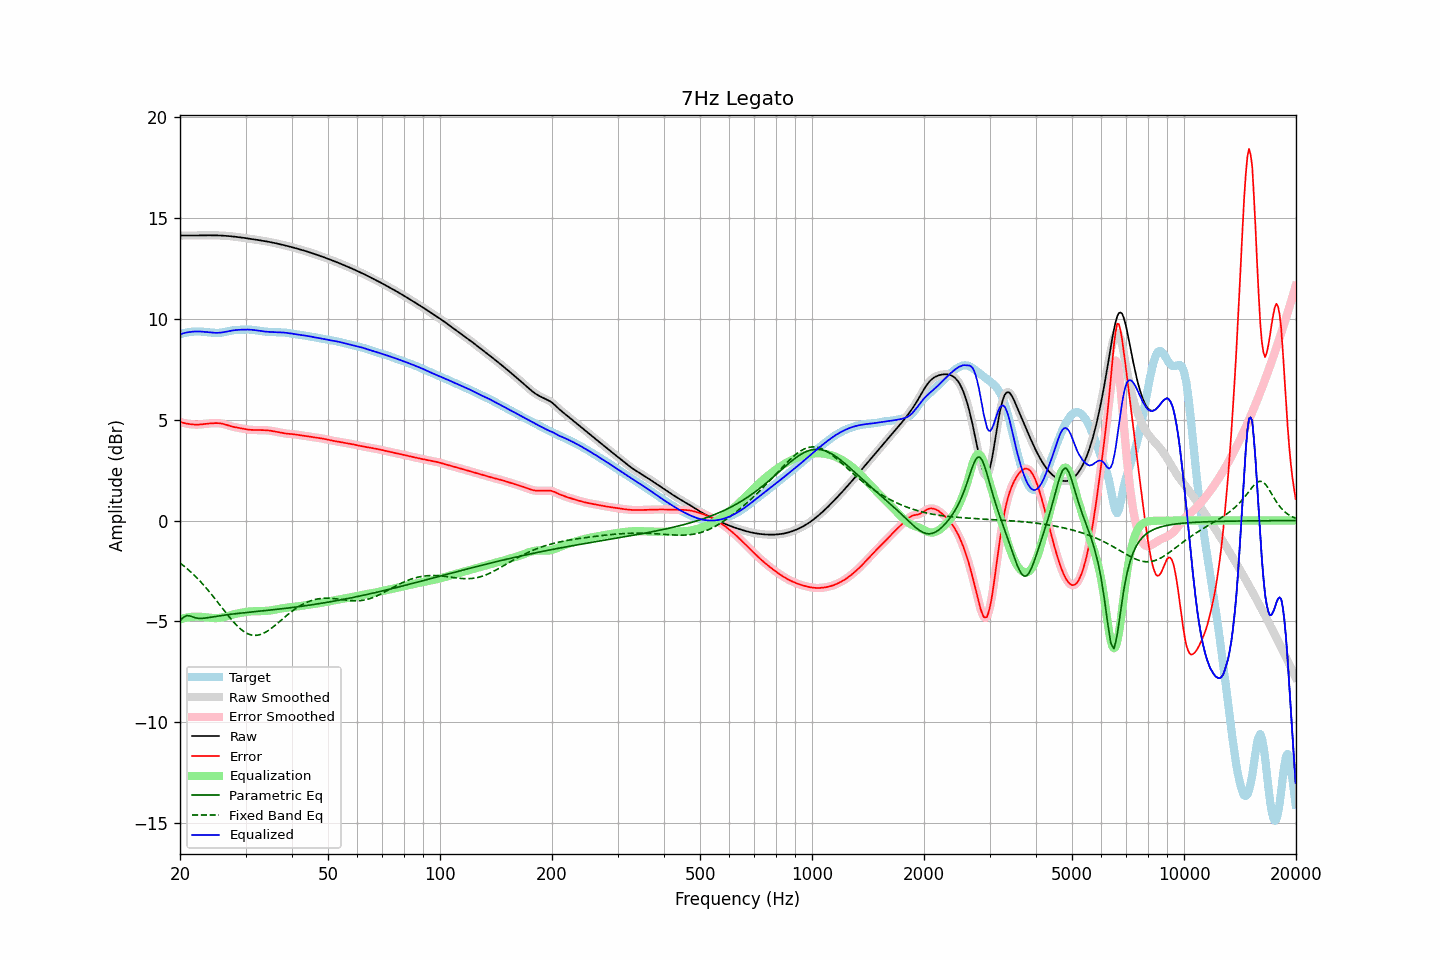 7Hz Legato
Amplitude (dBr)
20
15
10
5
0
−5
−10
−15
Target
Raw Smoothed
Error Smoothed
Raw
Error
Equalization
Parametric Eq
Fixed Band Eq
Equalized
20 50 100 200 500 1000 2000 5000 10000 20000
Frequency (Hz)